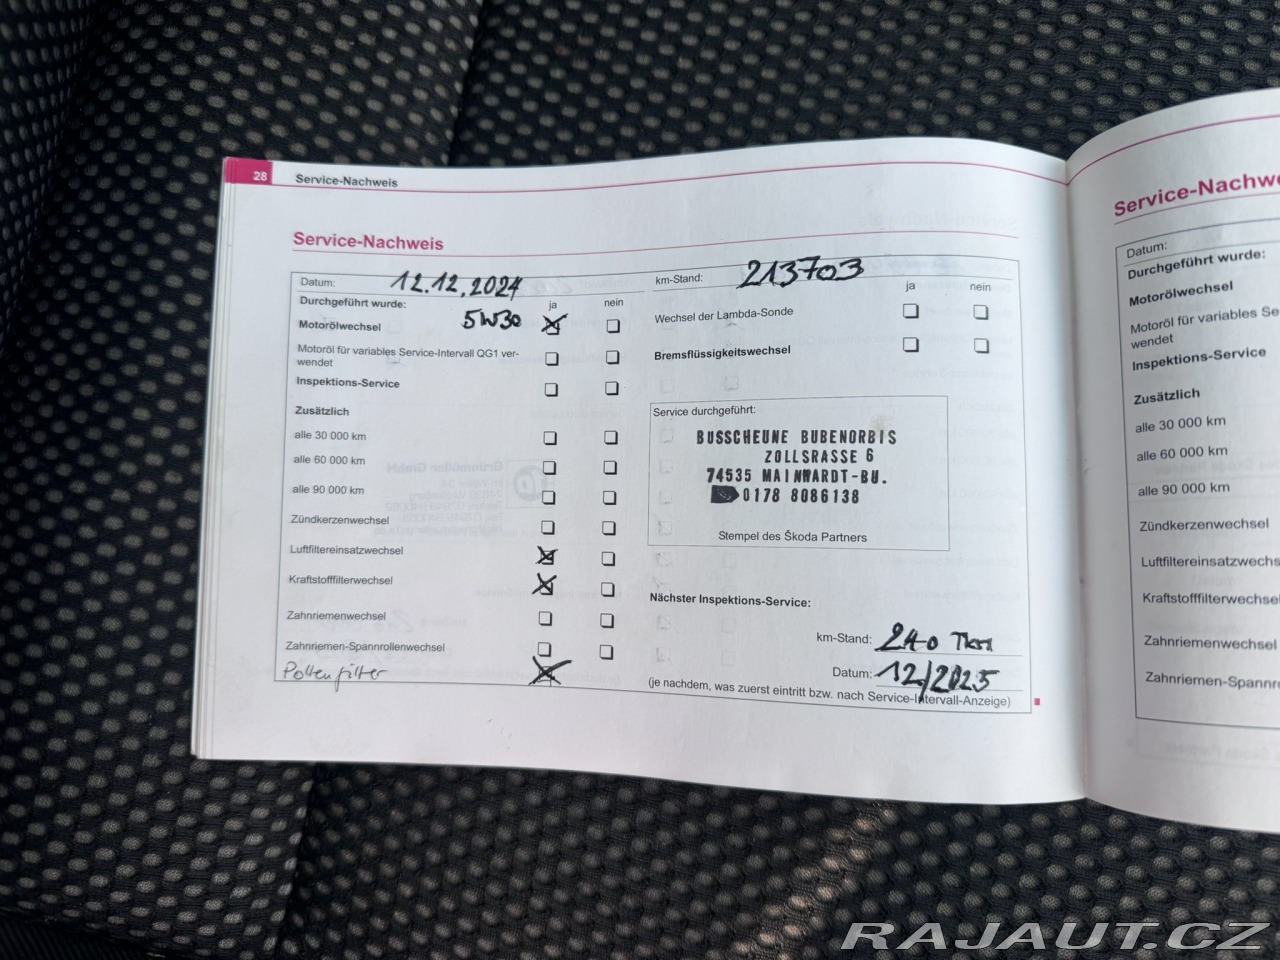 28 Service-Nachweis
Service-Nachweis
Datum: 12.12.2024
Durchgeführt wurde: ja nein
Motorölwechsel 5W30
Motoröl für variables Service-Intervall QG1 ver-
wendet
Inspektions-Service
Zusätzlich
alle 30 000 km
alle 60 000 km
alle 90 000 km
Zündkerzenwechsel
Luftfiltereinsatzwechsel
Kraftstofffilterwechsel
Zahnriemenwechsel
Zahnriemen-Spannrollenwechsel
Pollenfilter
km-Stand: 213703
ja nein
Wechsel der Lambda-Sonde
Bremsflüssigkeitswechsel
Service durchgeführt:
BUSSCHEUNE BUBENORBIS
ZOLLSRASSE 6
74535 MAINWARDT-BU.
0178 8086138
Stempel des Škoda Partners
Nächster Inspektions-Service:
km-Stand: 240
Datum: 12/2025
(je nachdem, was zuerst eintritt bzw. nach Service-Intervall-Anzeige)
Datum:
Durchgeführt wurde:
Motorölwechsel
Motoröl für variables Service-Intervall
wendet
Inspektions-Service
Zusätzlich
alle 30 000 km
alle 60 000 km
alle 90 000 km
Zündkerzenwechsel
Luftfiltereinsatzwechs
Kraftstofffilterwechsel
Zahnriemenwechsel
Zahnriemen-Spannro
RAJAUT.CZ